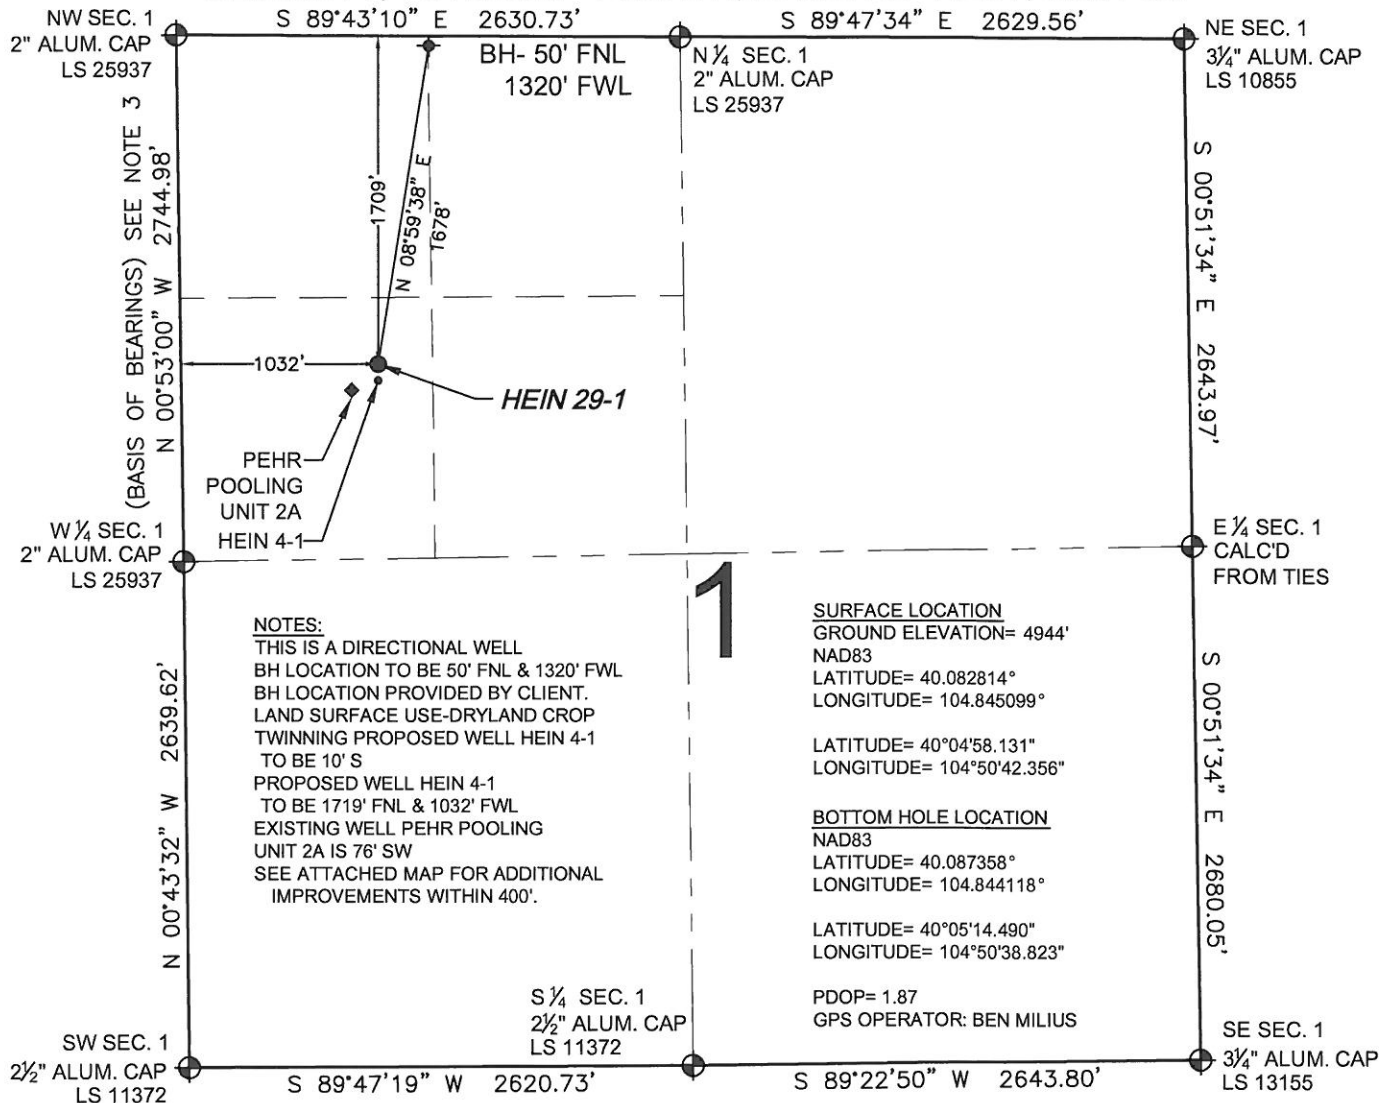 NW SEC. 1
2" ALUM. CAP
LS 25937
S 89°43'10" E 2630.73'
S 89°47'34" E 2629.56'
NE SEC. 1
3¼" ALUM. CAP
LS 10855
BH- 50' FNL
1320' FWL
N ¼ SEC. 1
2" ALUM. CAP
LS 25937
(BASIS OF BEARINGS) SEE NOTE 3
N 00°53'00" W 2744.98'
1709'
N 08°59'38" E
1678'
S 00°51'34" E 2643.97'
1032'
HEIN 29-1
PEHR
POOLING
UNIT 2A
HEIN 4-1
W ¼ SEC. 1
2" ALUM. CAP
LS 25937
E ¼ SEC. 1
CALC'D
FROM TIES
1
N 00°43'32" W 2639.62'
NOTES:
THIS IS A DIRECTIONAL WELL
BH LOCATION TO BE 50' FNL & 1320' FWL
BH LOCATION PROVIDED BY CLIENT.
LAND SURFACE USE-DRYLAND CROP
TWINNING PROPOSED WELL HEIN 4-1
TO BE 10' S
PROPOSED WELL HEIN 4-1
TO BE 1719' FNL & 1032' FWL
EXISTING WELL PEHR POOLING
UNIT 2A IS 76' SW
SEE ATTACHED MAP FOR ADDITIONAL
IMPROVEMENTS WITHIN 400'.
SURFACE LOCATION
GROUND ELEVATION= 4944'
NAD83
LATITUDE= 40.082814°
LONGITUDE= 104.845099°
LATITUDE= 40°04'58.131"
LONGITUDE= 104°50'42.356"
BOTTOM HOLE LOCATION
NAD83
LATITUDE= 40.087358°
LONGITUDE= 104.844118°
LATITUDE= 40°05'14.490"
LONGITUDE= 104°50'38.823"
PDOP= 1.87
GPS OPERATOR: BEN MILIUS
S 00°51'34" E 2680.05'
SW SEC. 1
2½" ALUM. CAP
LS 11372
S ¼ SEC. 1
2½" ALUM. CAP
LS 11372
S 89°47'19" W 2620.73'
S 89°22'50" W 2643.80'
SE SEC. 1
3¼" ALUM. CAP
LS 13155